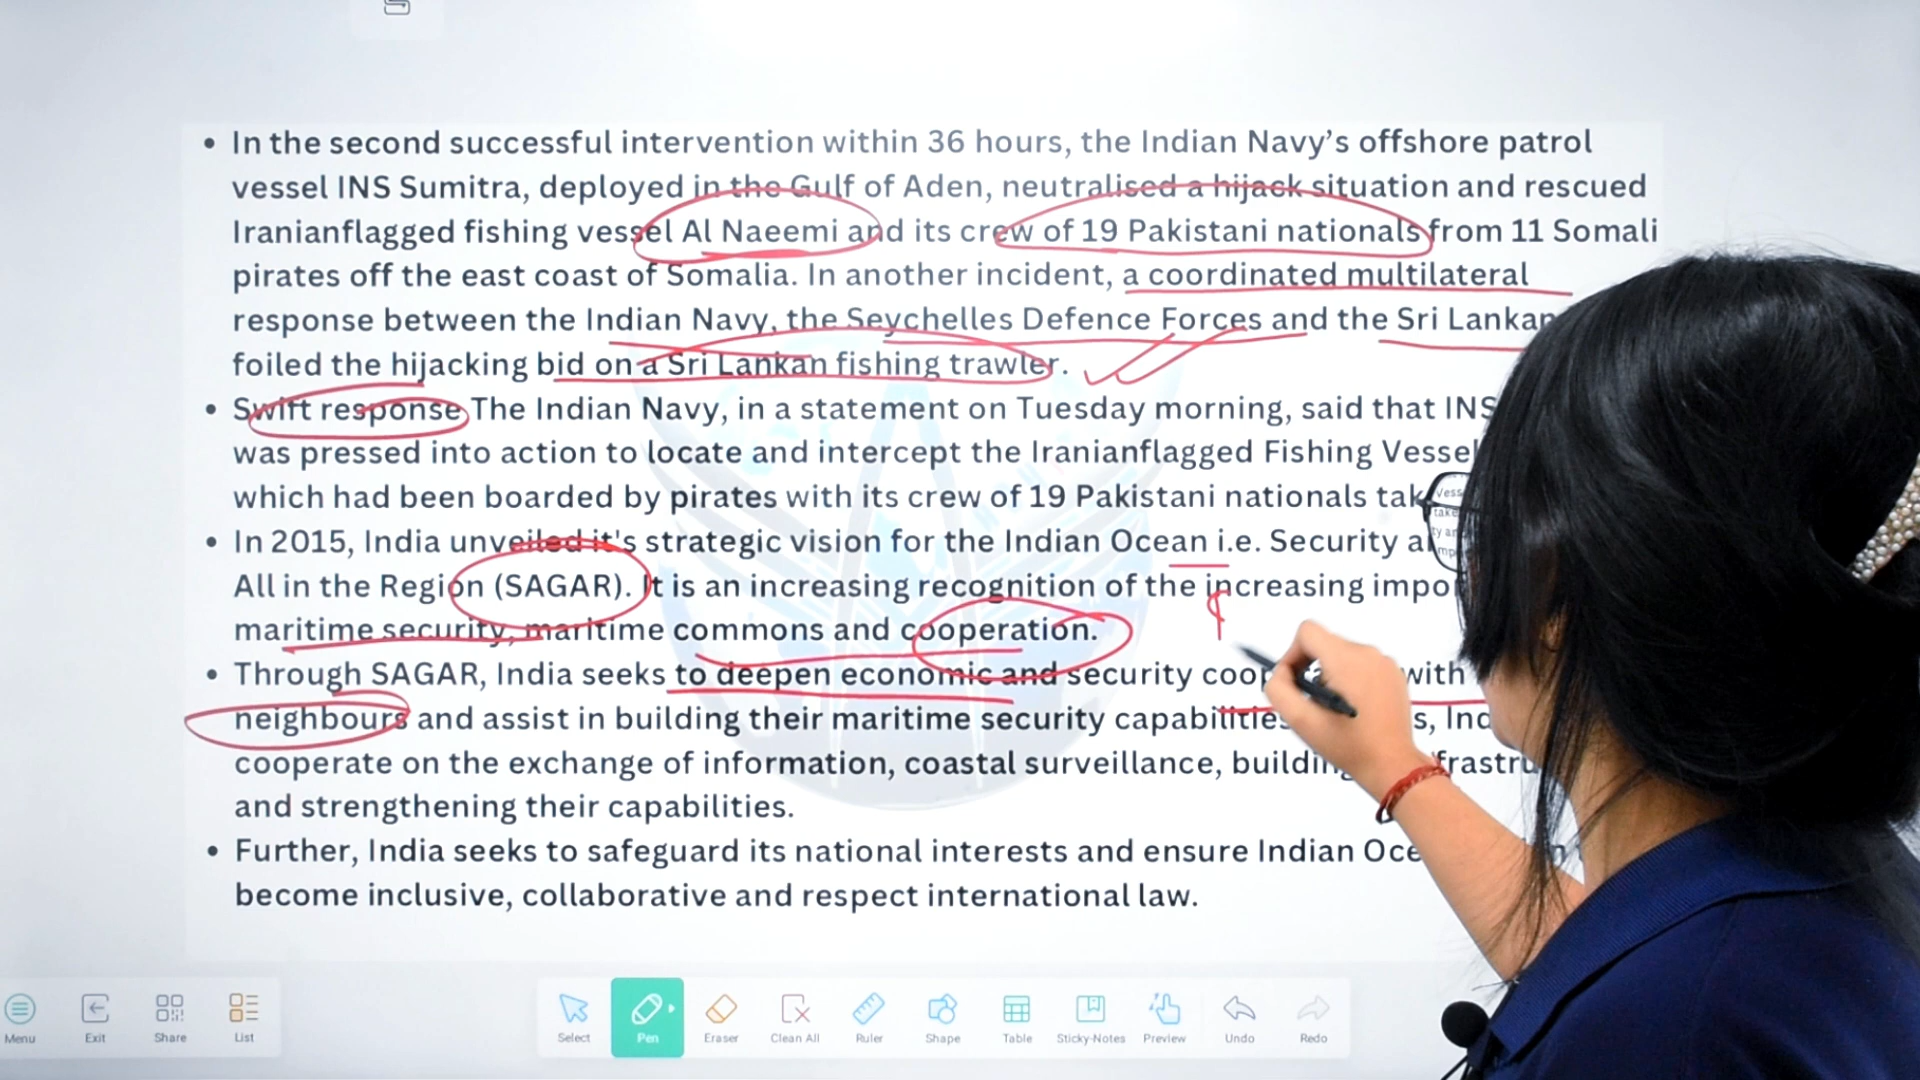 • In the second successful intervention within 36 hours, the Indian Navy’s offshore patrol
vessel INS Sumitra, deployed in the Gulf of Aden, neutralised a hijack situation and rescued
Iranianflagged fishing vessel Al Naeemi and its crew of 19 Pakistani nationals from 11 Somali
pirates off the east coast of Somalia. In another incident, a coordinated multilateral
response between the Indian Navy, the Seychelles Defence Forces and the Sri Lankan
foiled the hijacking bid on a Sri Lankan fishing trawler.
• Swift response The Indian Navy, in a statement on Tuesday morning, said that INS
was pressed into action to locate and intercept the Iranianflagged Fishing Vessel
which had been boarded by pirates with its crew of 19 Pakistani nationals
• In 2015, India unveiled it's strategic vision for the Indian Ocean i.e. Security
All in the Region (SAGAR). It is an increasing recognition of the increasing
maritime security, maritime commons and cooperation.
• Through SAGAR, India seeks to deepen economic and security with
neighbours and assist in building their maritime security capabilities
cooperate on the exchange of information, coastal surveillance,
and strengthening their capabilities.
• Further, India seeks to safeguard its national interests and ensure Indian
become inclusive, collaborative and respect international law.
Menu Exit Share List Select Pen Eraser Clean All Ruler Shape Table Sticky-Notes Preview Undo Redo